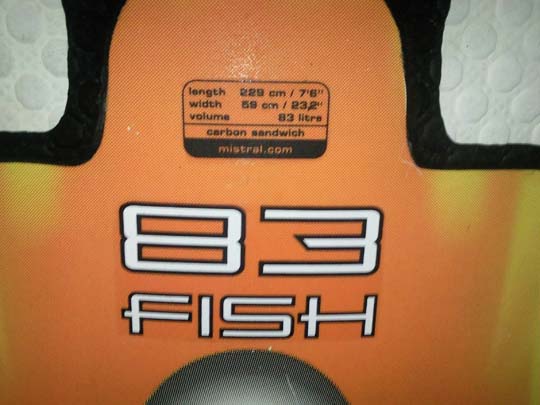 length 229 cm / 7'6"
width 59 cm / 23,2"
volume 83 litre
carbon sandwich
mistral.com
83
FISH